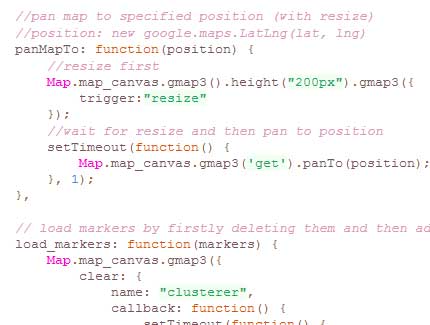 //pan map to specified position (with resize)
//position: new google.maps.LatLng(lat, lng)
panMapTo: function(position) {
//resize first
Map.map_canvas.gmap3().height("200px").gmap3({
trigger:"resize"
});
//wait for resize and then pan to position
setTimeout(function() {
Map.map_canvas.gmap3('get').panTo(position);
}, 1);
},
// load markers by firstly deleting them and then ad
load_markers: function(markers) {
Map.map_canvas.gmap3({
clear: {
name: "clusterer",
callback: function() {
setTimeout(function() {